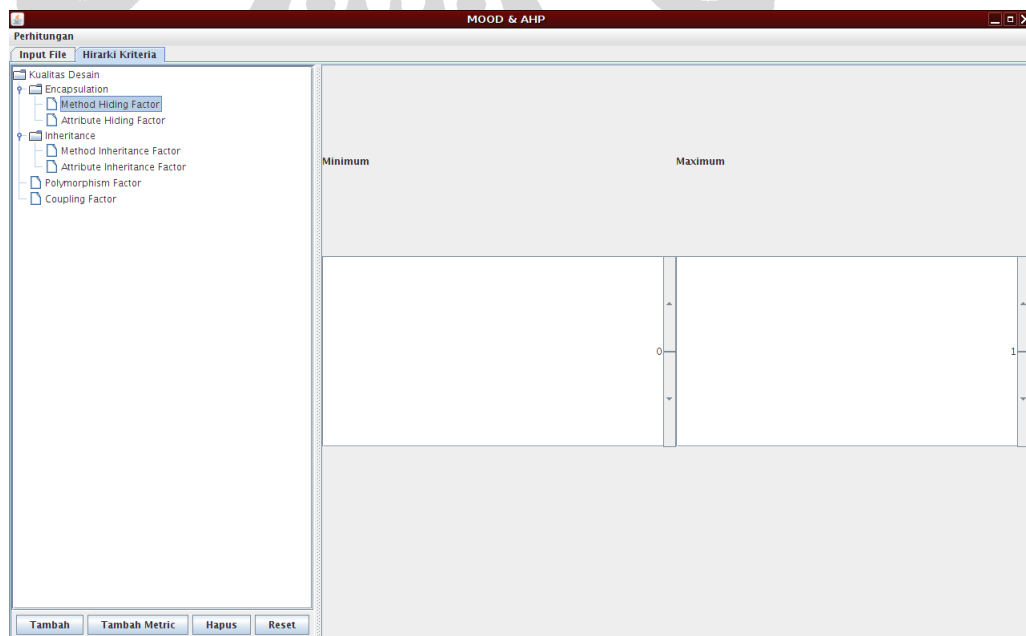 MOOD & AHP
Perhitungan
Input File Hirarki Kriteria
Kualitas Desain
Encapsulation
Method Hiding Factor
Attribute Hiding Factor
Inheritance
Method Inheritance Factor
Attribute Inheritance Factor
Polymorphism Factor
Coupling Factor
Minimum Maximum
0 1
Tambah Tambah Metric Hapus Reset